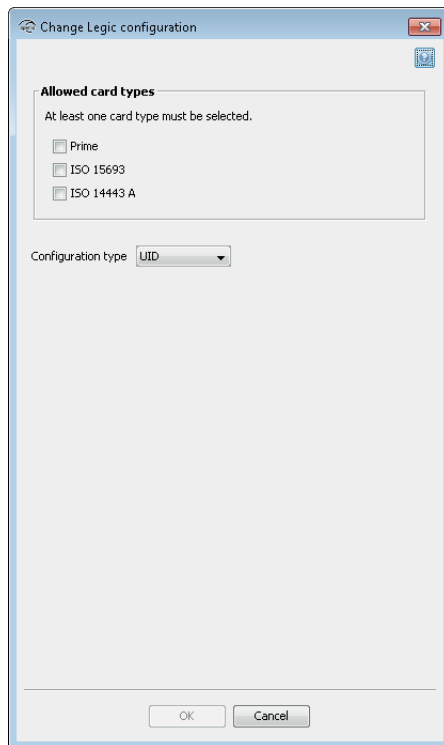 Change Legic configuration
Allowed card types
At least one card type must be selected.
Prime
ISO 15693
ISO 14443 A
Configuration type UID
OK Cancel